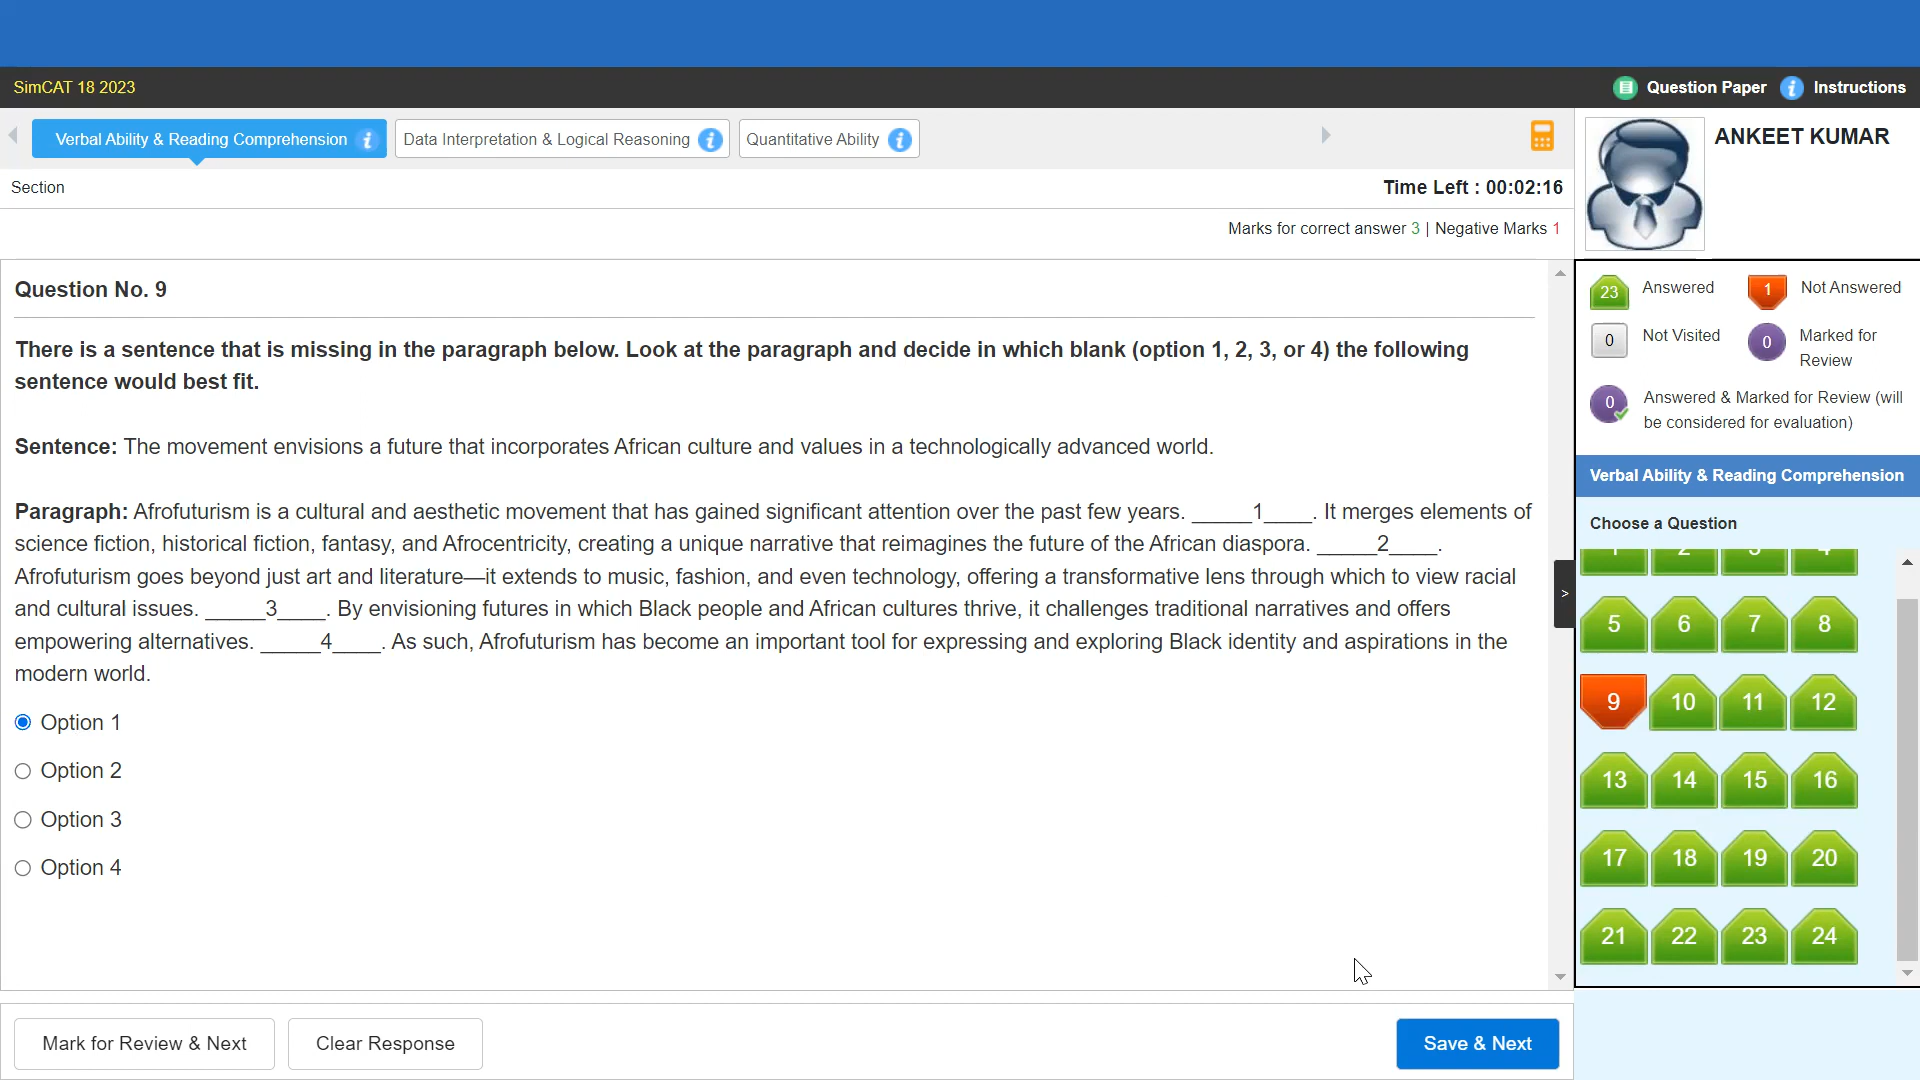 SimCAT 18 2023
Question Paper
Instructions
Verbal Ability & Reading Comprehension
Data Interpretation & Logical Reasoning
Quantitative Ability
ANKEET KUMAR
Section
Time Left : 00:02:16
Marks for correct answer 3 | Negative Marks 1
Question No. 9
There is a sentence that is missing in the paragraph below. Look at the paragraph and decide in which blank (option 1, 2, 3, or 4) the following
sentence would best fit.
Sentence: The movement envisions a future that incorporates African culture and values in a technologically advanced world.
Paragraph: Afrofuturism is a cultural and aesthetic movement that has gained significant attention over the past few years. _____1____. It merges elements of
science fiction, historical fiction, fantasy, and Afrocentricity, creating a unique narrative that reimagines the future of the African diaspora. _____2____.
Afrofuturism goes beyond just art and literature—it extends to music, fashion, and even technology, offering a transformative lens through which to view racial
and cultural issues. _____3____. By envisioning futures in which Black people and African cultures thrive, it challenges traditional narratives and offers
empowering alternatives. _____4____. As such, Afrofuturism has become an important tool for expressing and exploring Black identity and aspirations in the
modern world.
Option 1
Option 2
Option 3
Option 4
Mark for Review & Next
Clear Response
Save & Next
23 Answered
1 Not Answered
0 Not Visited
0 Marked for
Review
0 Answered & Marked for Review (will
be considered for evaluation)
Verbal Ability & Reading Comprehension
Choose a Question
>
1 2 3 4
5 6 7 8
9 10 11 12
13 14 15 16
17 18 19 20
21 22 23 24